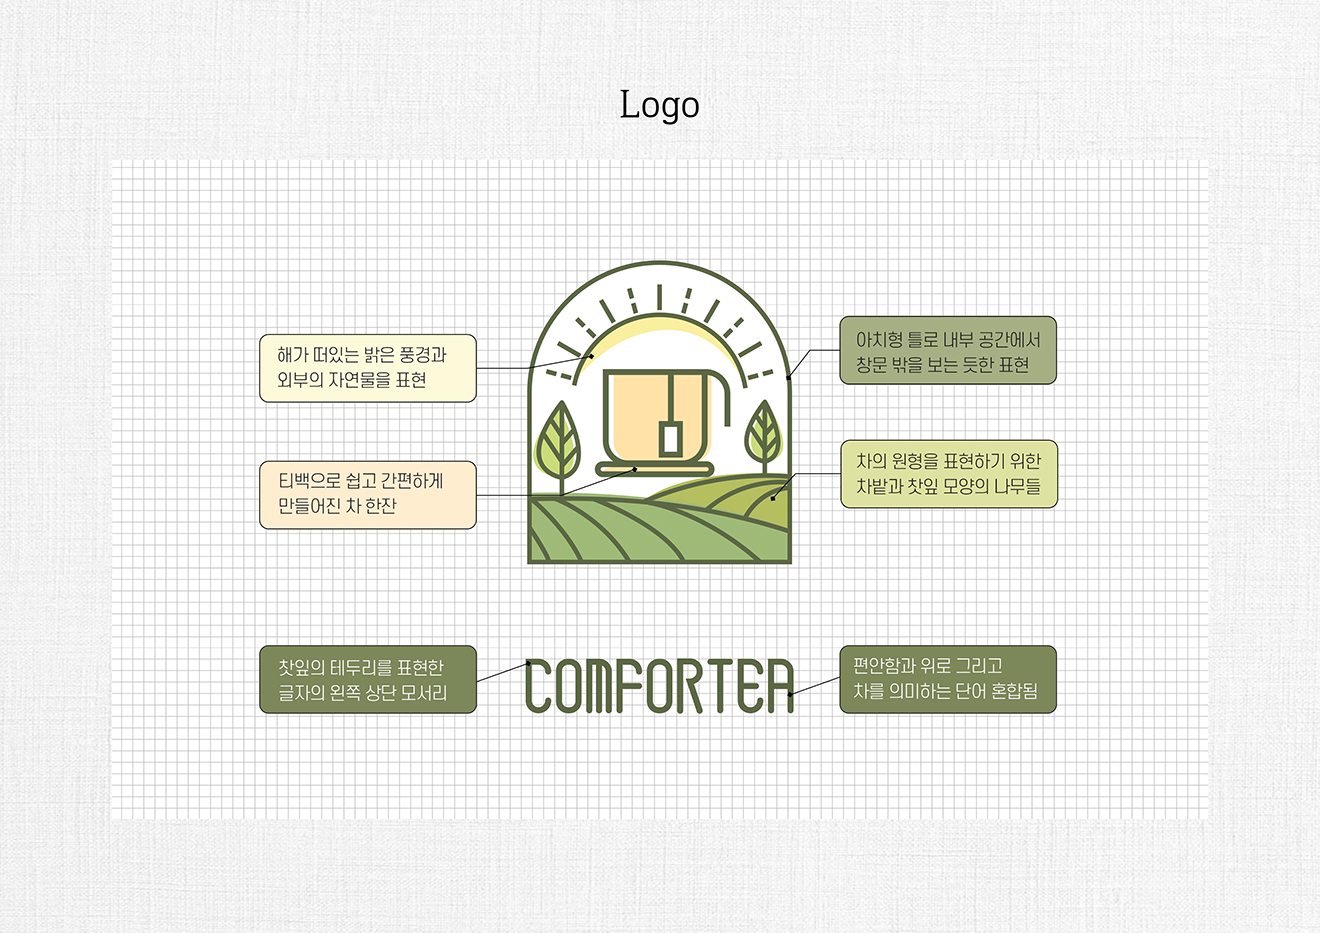 Logo
해가 떠있는 밝은 풍경과
외부의 자연물을 표현
아치형 틀로 내부 공간에서
창문 밖을 보는 듯한 표현
티백으로 쉽고 간편하게
만들어진 차 한잔
차의 원형을 표현하기 위한
차밭과 찻잎 모양의 나무들
찻잎의 테두리를 표현한
글자의 왼쪽 상단 모서리
COMFORTEA
편안함과 위로 그리고
차를 의미하는 단어 혼합됨